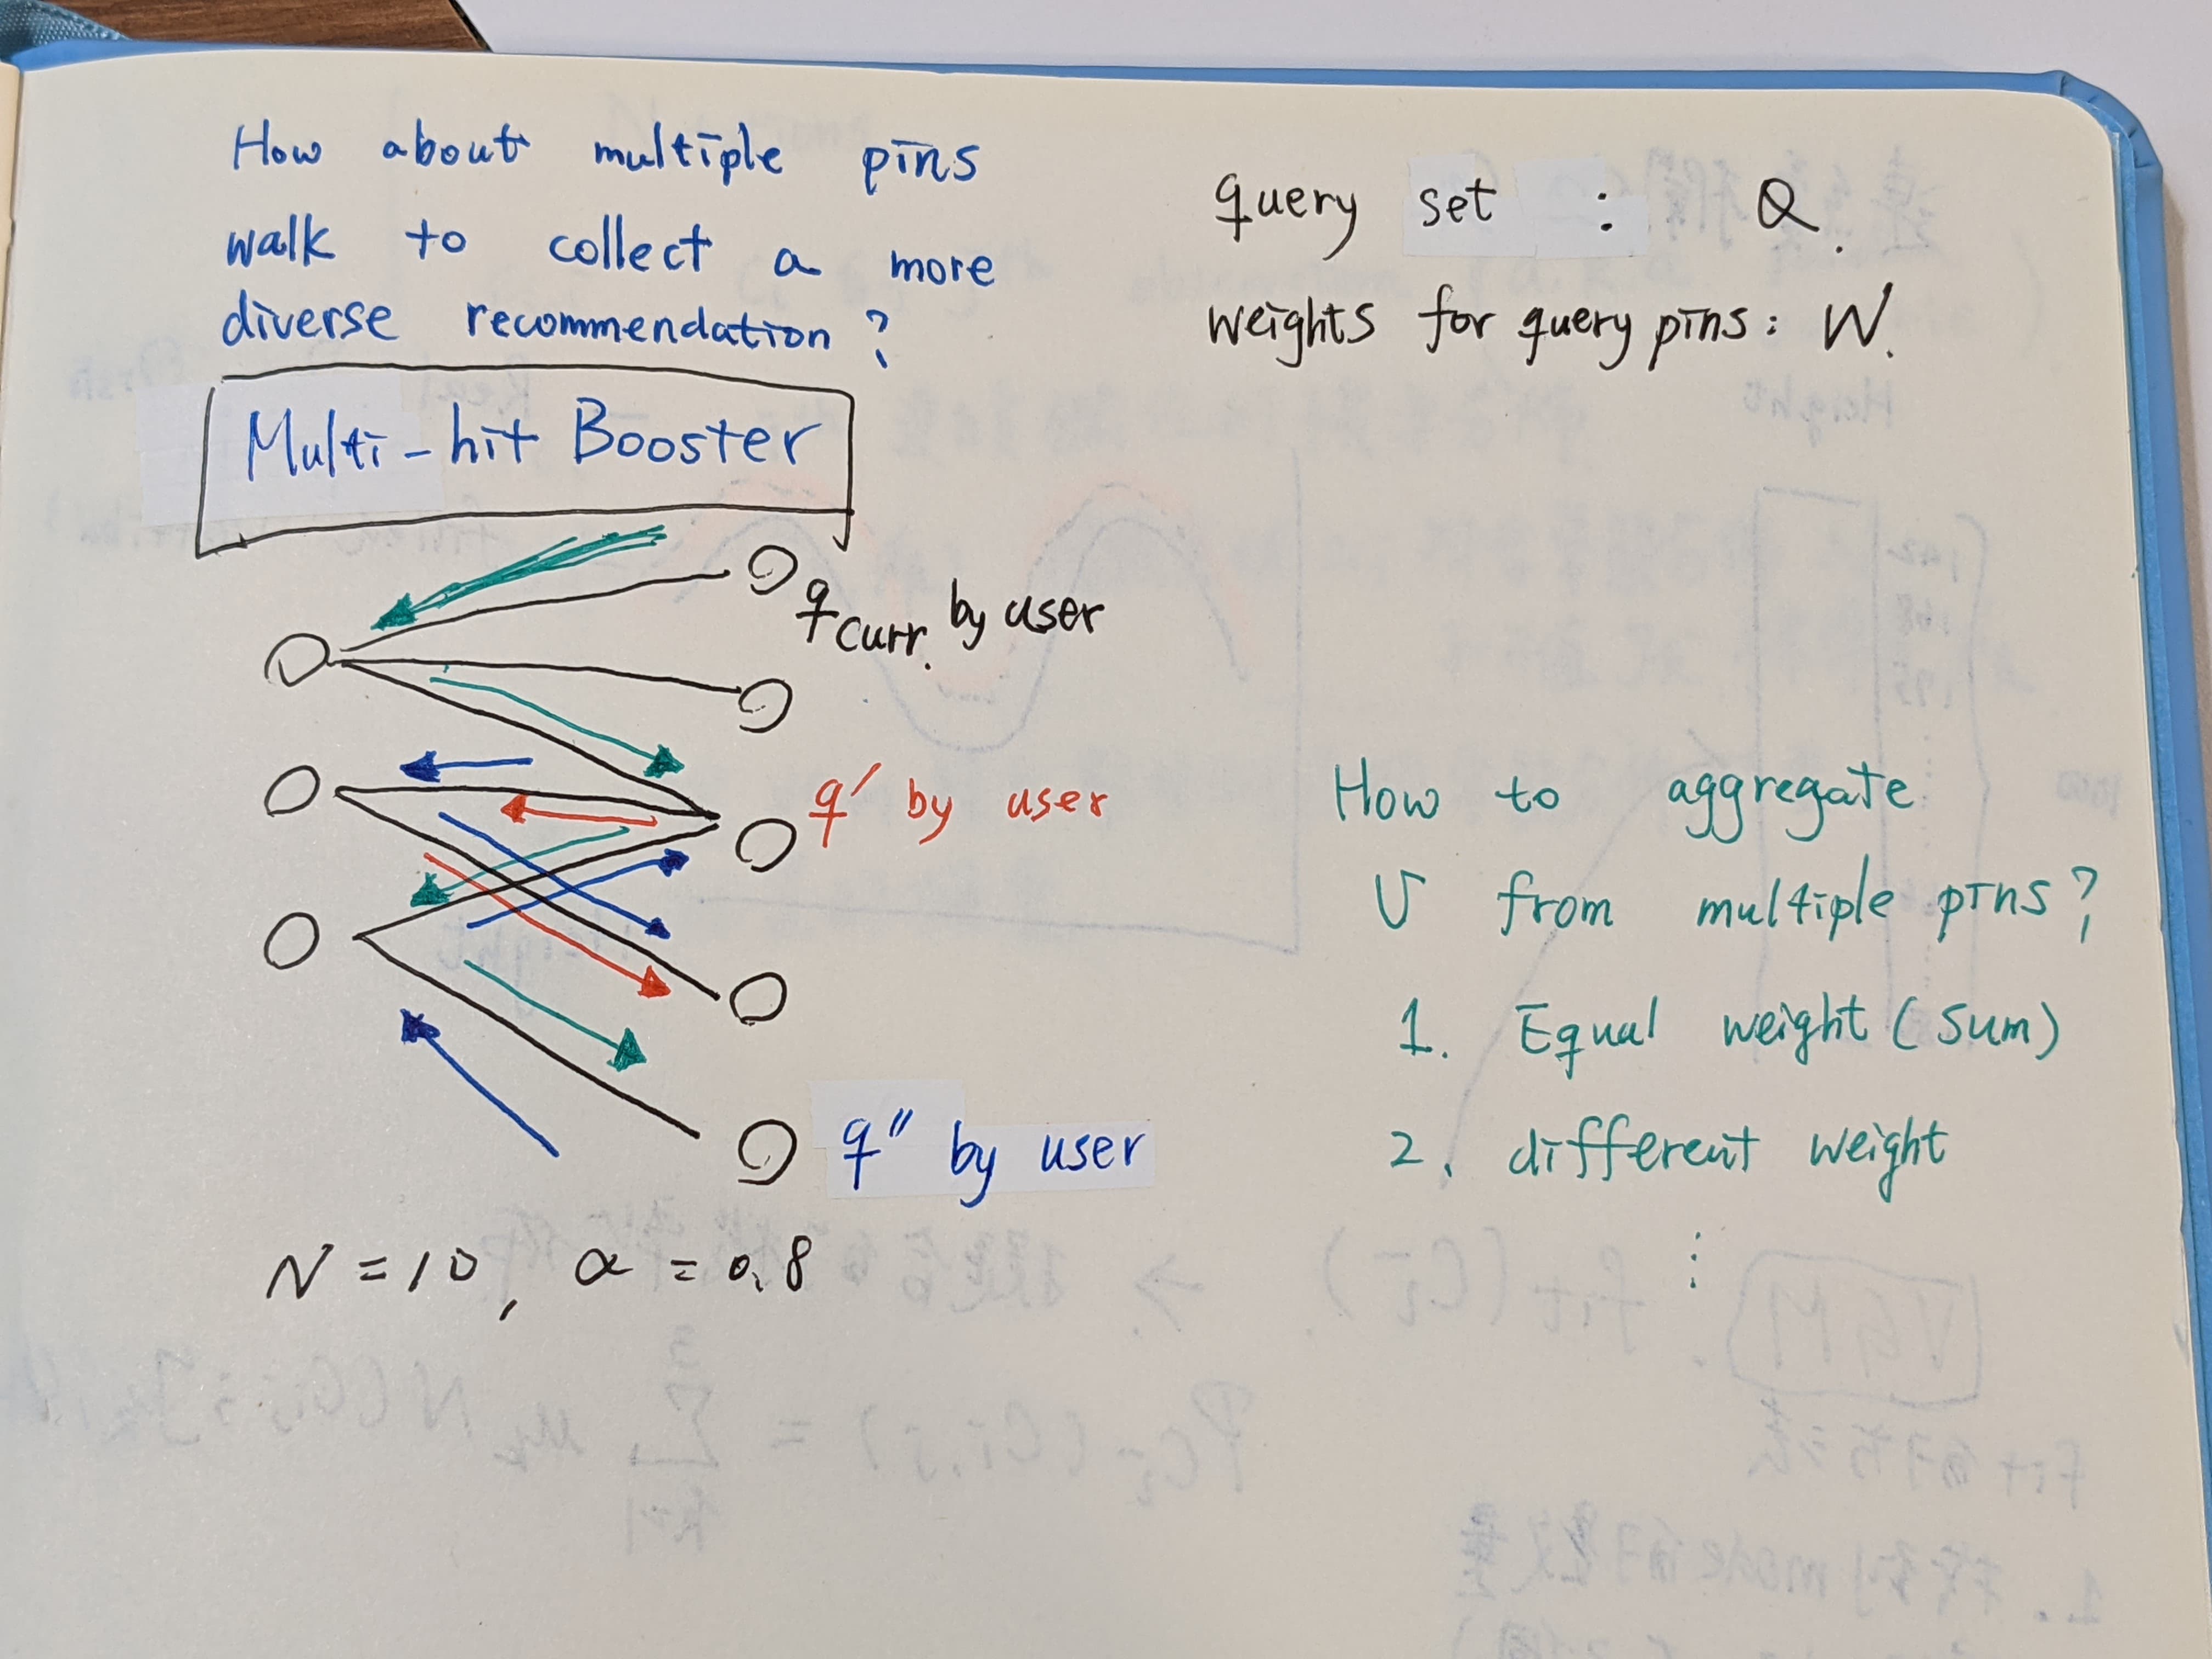 How about multiple pins
walk to collect a more
diverse recommendation ?
Multi-hit Booster
query set : Q.
weights for query pins : W.
q curr. by user
q' by user
q" by user
N = 10, α = 0.8
How to aggregate
V from multiple pins?
1. Equal weight (sum)
2. different weight
⋮